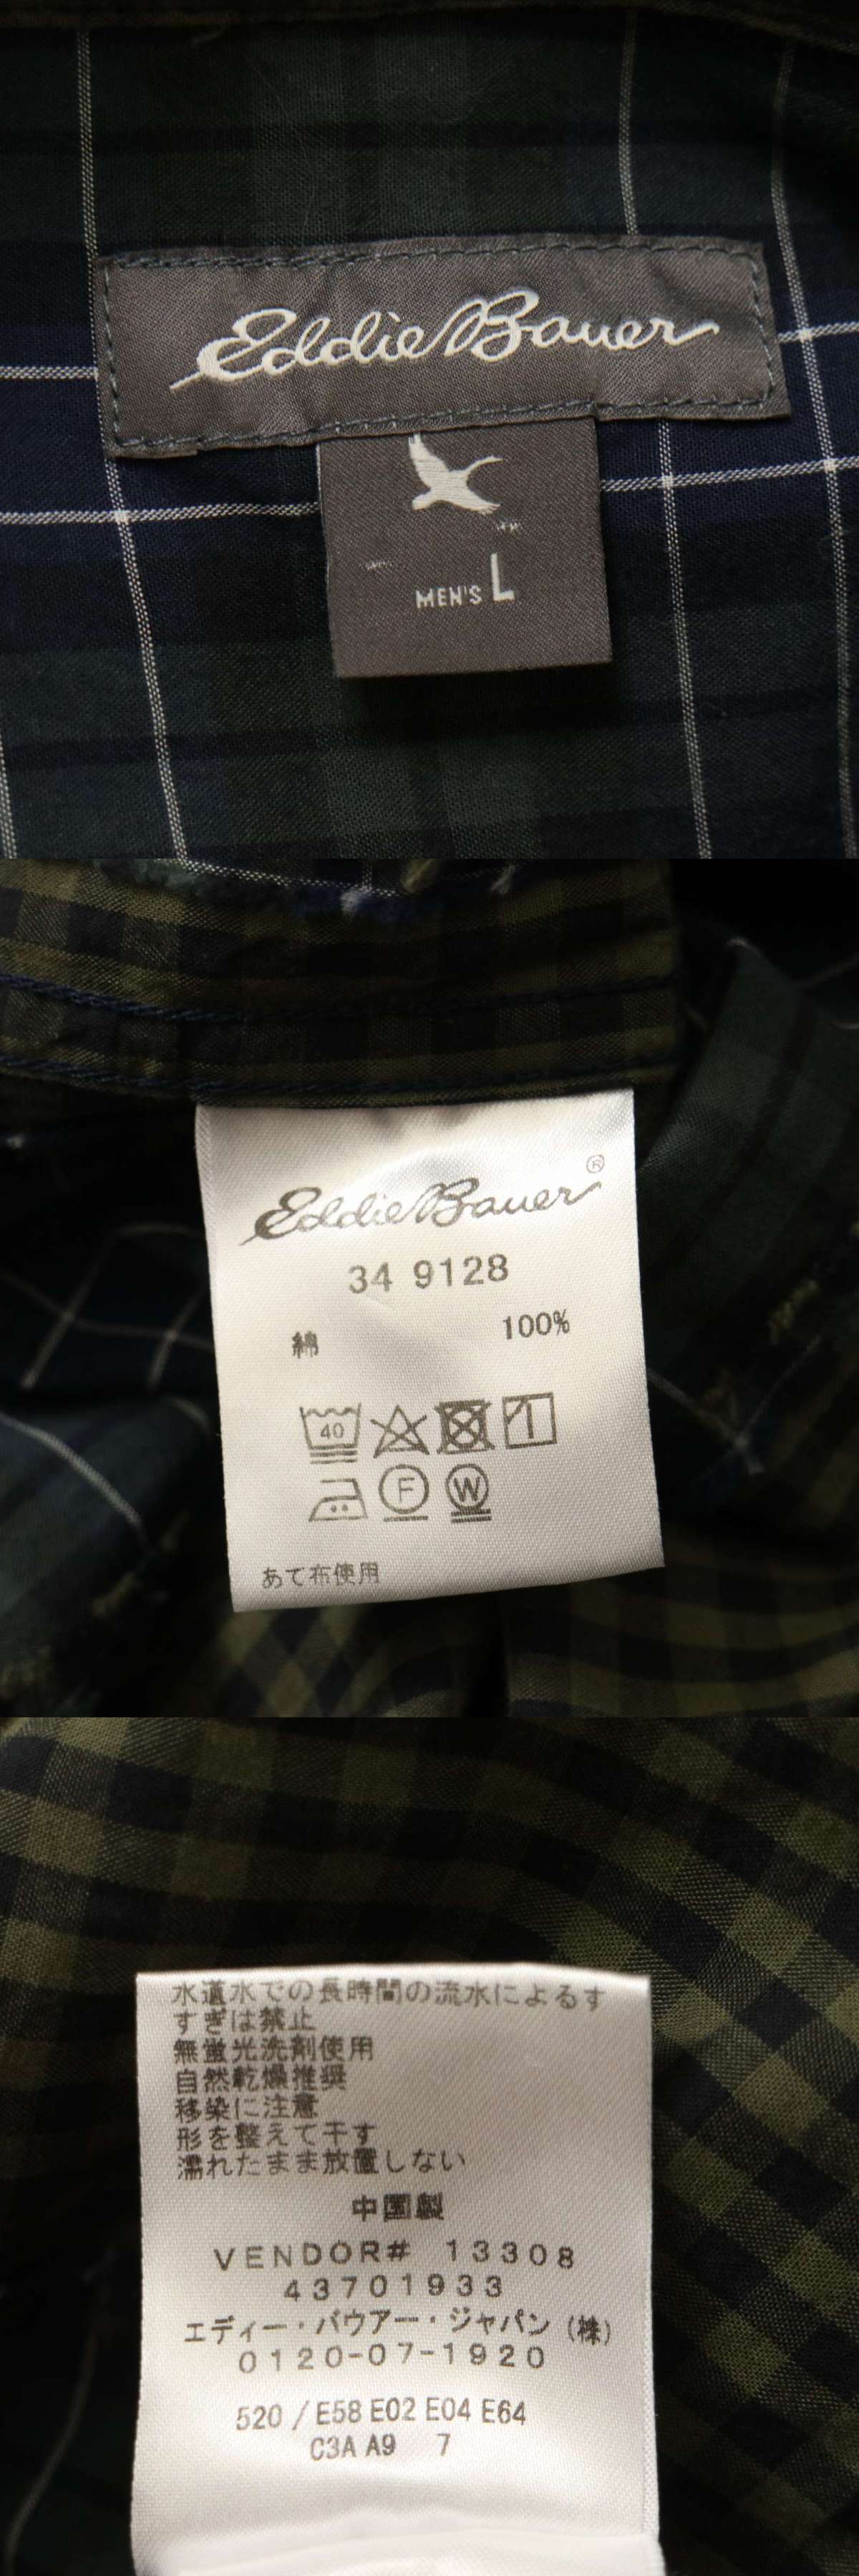 Eddie Bauer
MEN'S L
Eddie Bauer®
34 9128
綿 100%
40
F W
あて布使用
水道水での長時間の流水によるす
すぎは禁止
無蛍光洗剤使用
自然乾燥推奨
移染に注意
形を整えて干す
濡れたまま放置しない
中国製
VENDOR# 13308
43701933
エディー・バウアー・ジャパン(株)
0120-07-1920
520 / E58 E02 E04 E64
C3A A9 7